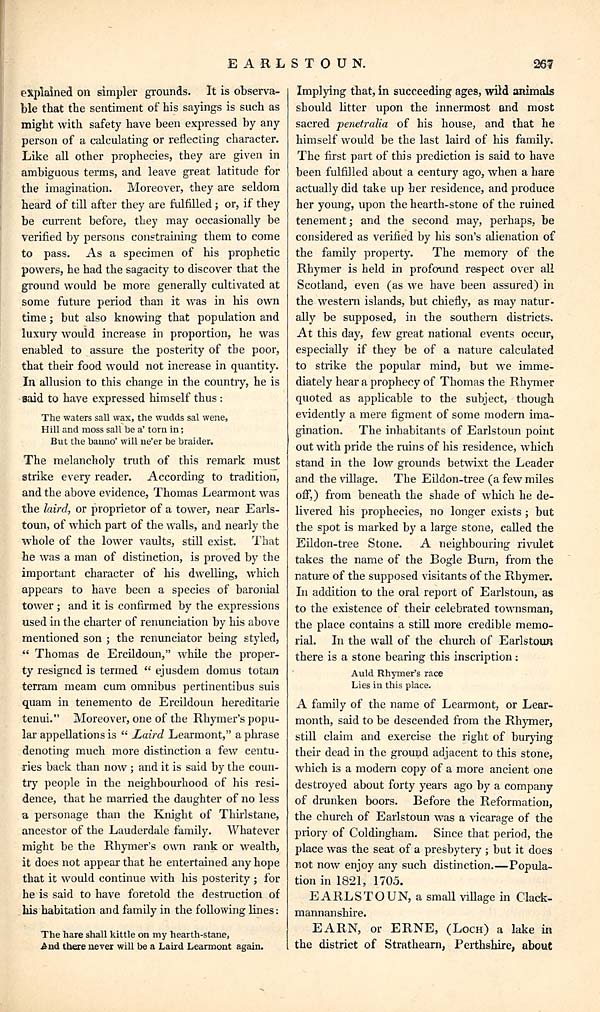 EARLSTOUN.
267
explained on simpler grounds. It is observa-
ble that the sentiment of his sayings is such as
might with safety have been expressed by any
person of a calculating or reflecting character.
Like all other prophecies, they are given in
ambiguous terms, and leave great latitude for
the imagination. Moreover, they are seldom
heard of till after they are fulfilled; or, if they
be current before, they may occasionally be
verified by persons constraining them to come
to pass. As a specimen of his prophetic
powers, he had the sagacity to discover that the
ground would be more generally cultivated at
some future period than it was in his own
time; but also knowing that population and
luxury would increase in proportion, he was
enabled to assure the posterity of the poor,
that their food would not increase in quantity.
In allusion to this change in the country, he is
said to have expressed himself thus:
The waters sall wax, the wudds sal wene,
Hill and moss sall be a' torn in;
But the banno' will ne'er be braider.
The melancholy truth of this remark must
strike every reader. According to tradition,
and the above evidence, Thomas Learmont was
the laird, or proprietor of a tower, near Earls-
toun, of which part of the walls, and nearly the
whole of the lower vaults, still exist. That
he was a man of distinction, is proved by the
important character of his dwelling, which
appears to have been a species of baronial
tower; and it is confirmed by the expressions
used in the charter of renunciation by his above
mentioned son; the renunciator being styled,
" Thomas de Ercildoun," while the proper-
ty resigned is termed " ejusdem domus totam
terram meam cum omnibus pertinentibus suis
quam in tenemento de Ercildoun hereditarie
tenui." Moreover, one of the Rhymer's popu-
lar appellations is " Laird Learmont," a phrase
denoting much more distinction a few centu-
ries back than now; and it is said by the coun-
try people in the neighbourhood of his resi-
dence, that he married the daughter of no less
a personage than the Knight of Thirlstane,
ancestor of the Lauderdale family. Whatever
might be the Rhymer's own rank or wealth,
it does not appear that he entertained any hope
that it would continue with his posterity; for
he is said to have foretold the destruction of
his habitation and family in the following lines:
The hare shall kittle on my hearth-stane,
And there never will be a Laird Learmont again.
Implying that, in succeeding ages, wild animals
should litter upon the innermost and most
sacred penetralia of his house, and that he
himself would be the last laird of his family.
The first part of this prediction is said to have
been fulfilled about a century ago, when a hare
actually did take up her residence, and produce
her young, upon the hearth-stone of the ruined
tenement; and the second may, perhaps, be
considered as verified by his son's alienation of
the family property. The memory of the
Rhymer is held in profound respect over all
Scotland, even (as we have been assured) in
the western islands, but chiefly, as may natur-
ally be supposed, in the southern districts.
At this day, few great national events occur,
especially if they be of a nature calculated
to strike the popular mind, but we imme-
diately hear a prophecy of Thomas the Rhymer
quoted as applicable to the subject, though
evidently a mere figment of some modern ima-
gination. The inhabitants of Earlstoun point
out with pride the ruins of his residence, which
stand in the low grounds betwixt the Leader
and the village. The Eildon-tree (a few miles
off,) from beneath the shade of which he de-
livered his prophecies, no longer exists; but
the spot is marked by a large stone, called the
Eildon-tree Stone. A neighbouring rivulet
takes the name of the Bogle Burn, from the
nature of the supposed visitants of the Rhymer.
In addition to the oral report of Earlstoun, as
to the existence of their celebrated townsman,
the place contains a still more credible memo-
rial. In the wall of the church of Earlstoun
there is a stone bearing this inscription:
Auld Rhymer's race
Lies in this place.
A family of the name of Learmont, or Lear-
month, said to be descended from the Rhymer,
still claim and exercise the right of burying
their dead in the ground adjacent to this stone,
which is a modern copy of a more ancient one
destroyed about forty years ago by a company
of drunken boors. Before the Reformation,
the church of Earlstoun was a vicarage of the
priory of Coldingham. Since that period, the
place was the seat of a presbytery; but it does
not now enjoy any such distinction.—Popula-
tion in 1821, 1705.
EARLSTOUN, a small village in Clack-
mannanshire.
EARN, or ERNE, (LOCH) a lake in
the district of Strathearn, Perthshire, about